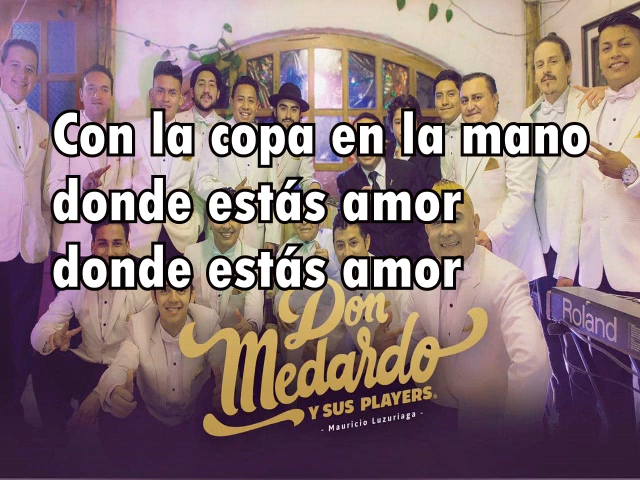 Con la copa en la mano
donde estás amor
donde estás amor
Don
Medardo
Y SUS PLAYERS®
- Mauricio Luzuriaga -
Roland